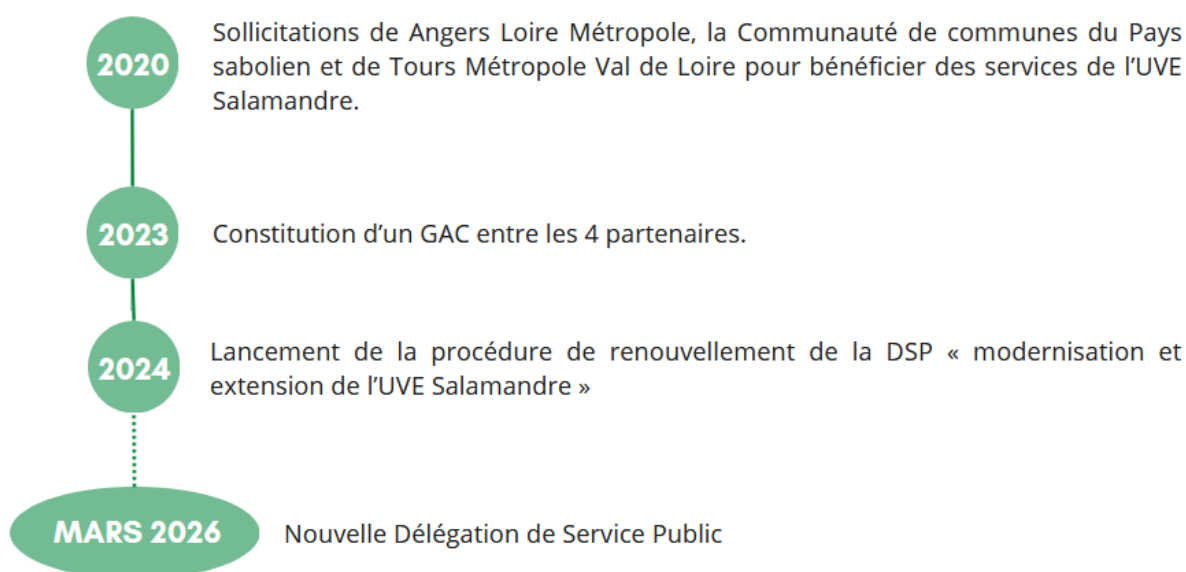 2020
Sollicitations de Angers Loire Métropole, la Communauté de communes du Pays
sabolien et de Tours Métropole Val de Loire pour bénéficier des services de l’UVE
Salamandre.
2023
Constitution d’un GAC entre les 4 partenaires.
2024
Lancement de la procédure de renouvellement de la DSP « modernisation et
extension de l’UVE Salamandre »
MARS 2026
Nouvelle Délégation de Service Public